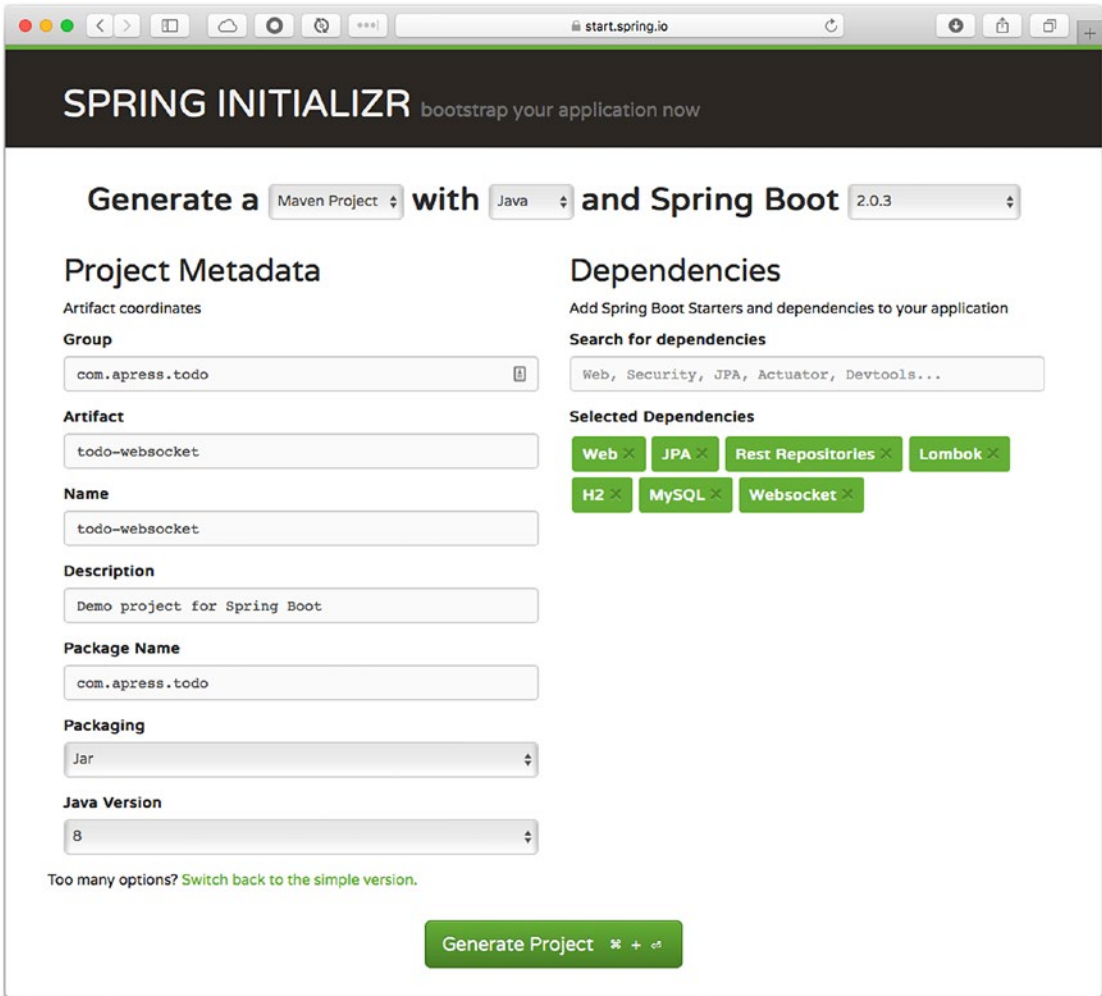 start.spring.io
SPRING INITIALIZR bootstrap your application now
Generate a Maven Project with Java and Spring Boot 2.0.3
Project Metadata
Artifact coordinates
Group
com.apress.todo
Artifact
todo-websocket
Name
todo-websocket
Description
Demo project for Spring Boot
Package Name
com.apress.todo
Packaging
Jar
Java Version
8
Too many options? Switch back to the simple version.
Dependencies
Add Spring Boot Starters and dependencies to your application
Search for dependencies
Web, Security, JPA, Actuator, Devtools...
Selected Dependencies
Web × JPA × Rest Repositories × Lombok ×
H2 × MySQL × Websocket ×
Generate Project ⌘ + ⏎